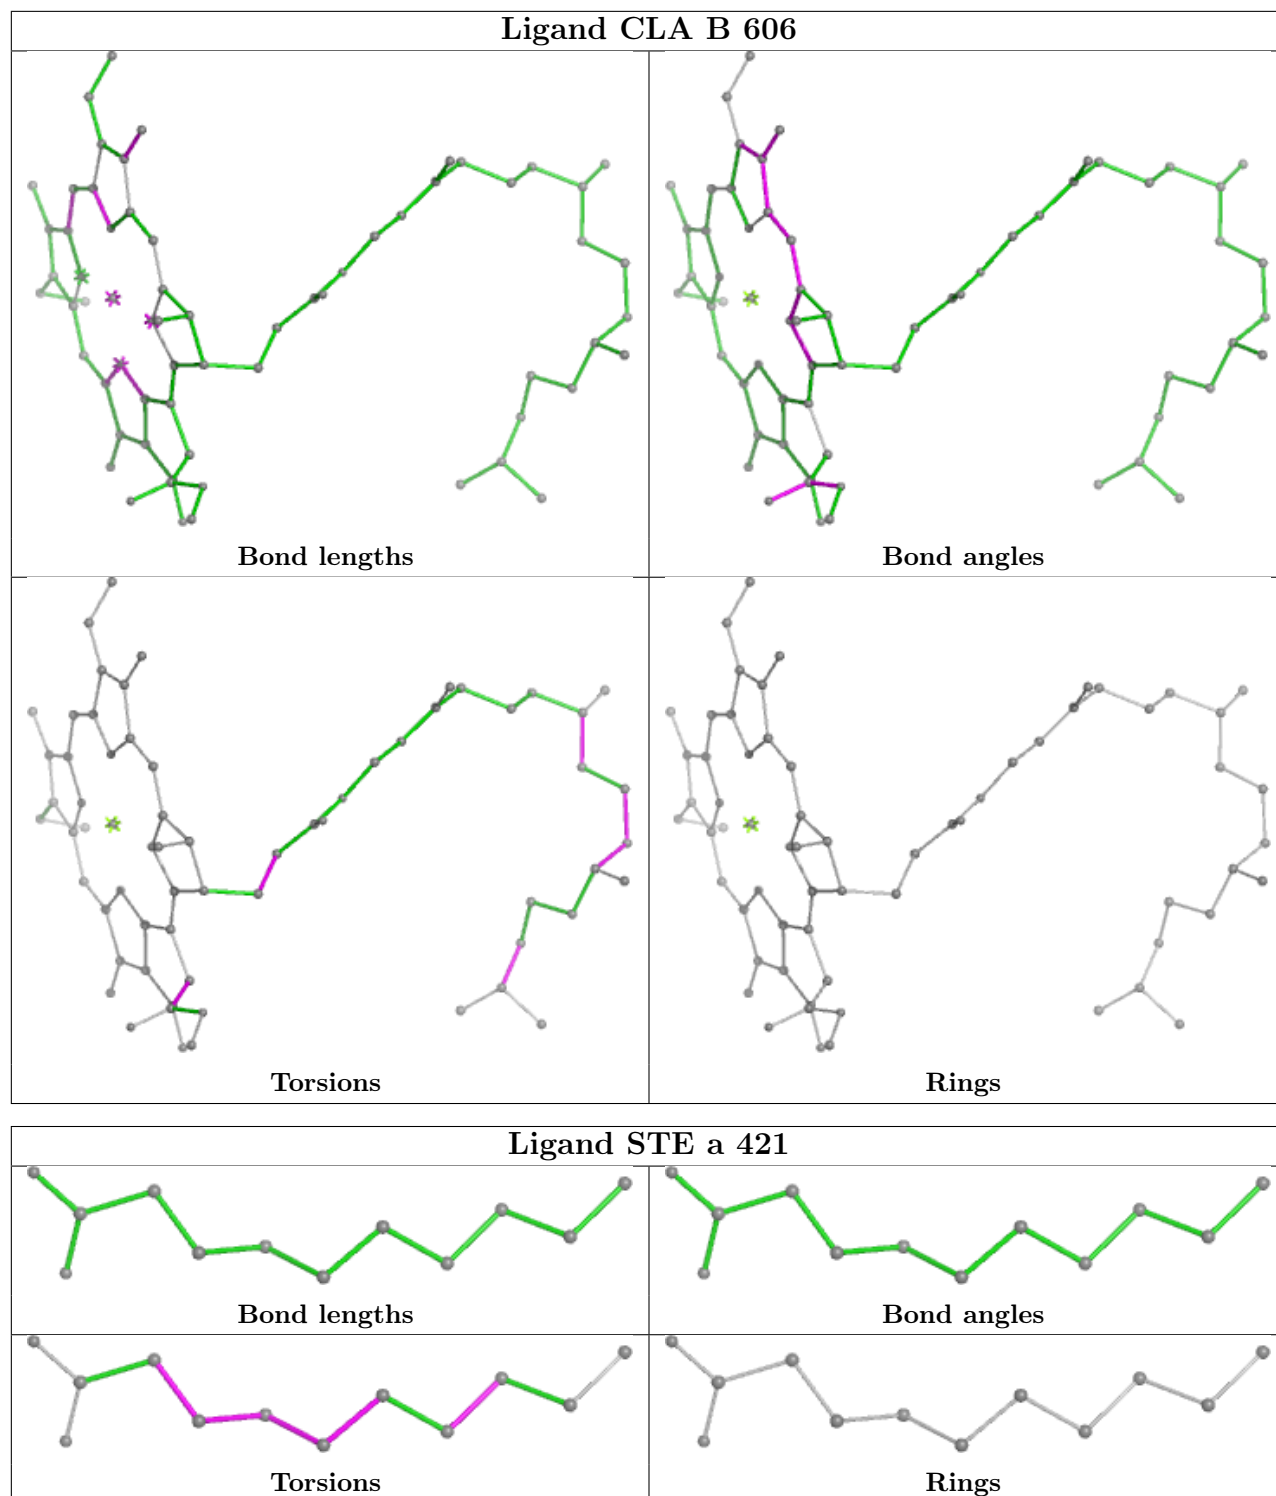 Ligand CLA B 606
Bond lengths
Bond angles
Torsions
Rings
Ligand STE a 421
Bond lengths
Bond angles
Torsions
Rings